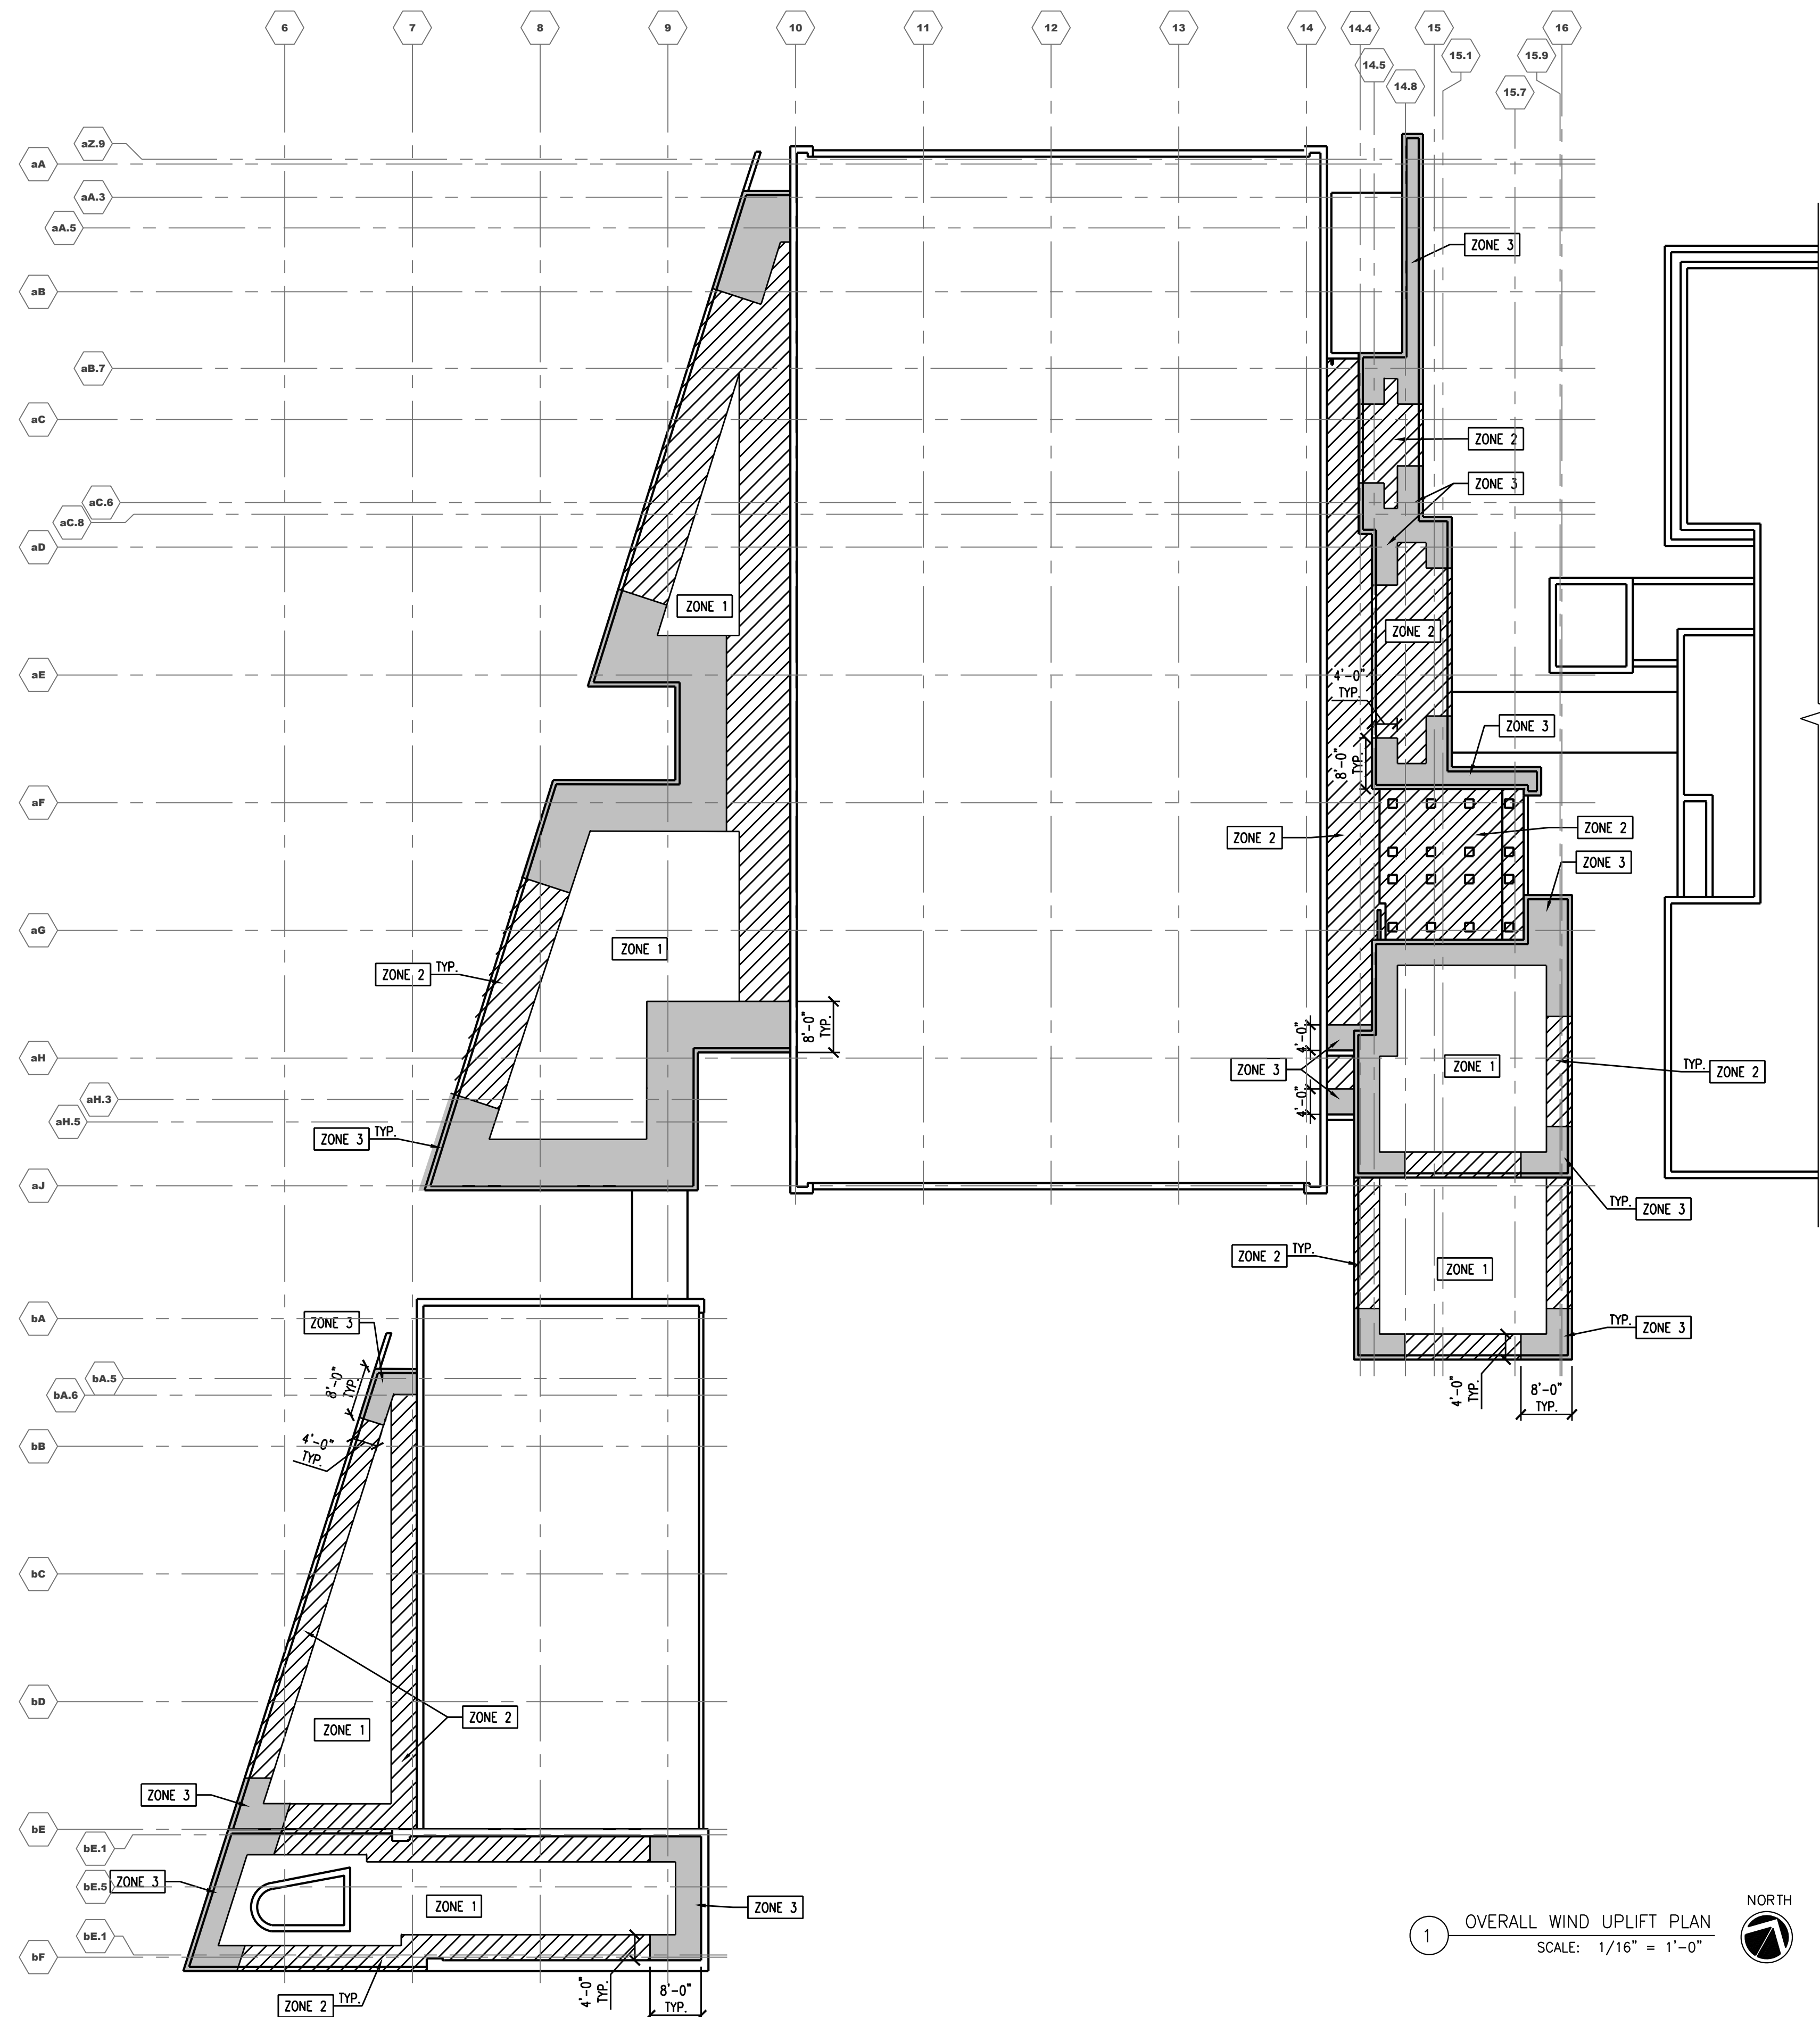 6
7
8
9
10
11
12
13
14
14.4
15
16
15.1
15.9
14.5
14.8
15.7
aZ.9
aA
aA.3
aA.5
aB
aB.7
aC
aC.6
aC.8
aD
aE
aF
aG
aH
aH.3
aH.5
aJ
bA
bA.5
bA.6
bB
bC
bD
bE
bE.1
bE.5
bE.1
bF
ZONE 3
ZONE 2
ZONE 3
ZONE 1
ZONE 2
4'-0"
TYP.
ZONE 3
8'-0"
TYP.
ZONE 2
ZONE 2
ZONE 3
ZONE 1
ZONE 2 TYP.
8'-0"
TYP.
4'-0"
ZONE 3
4'-0"
ZONE 1
TYP. ZONE 2
ZONE 3 TYP.
TYP. ZONE 3
ZONE 2 TYP.
ZONE 1
TYP. ZONE 3
4'-0"
TYP.
8'-0"
TYP.
ZONE 3
8'-0"
TYP.
4'-0"
TYP.
ZONE 2
ZONE 1
ZONE 3
ZONE 3
ZONE 1
ZONE 3
ZONE 2 TYP.
4'-0"
TYP.
8'-0"
TYP.
1
OVERALL WIND UPLIFT PLAN
SCALE: 1/16" = 1'-0"
NORTH